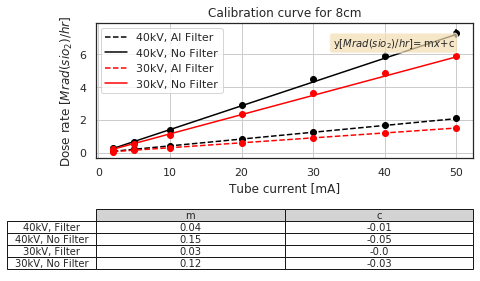 Calibration curve for 8cm
Dose rate [Mrad(sio₂)/hr]
6
4
2
0
40kV, Al Filter
40kV, No Filter
30kV, Al Filter
30kV, No Filter
y[Mrad(sio₂)/hr]=mx+c
0 10 20 30 40 50
Tube current [mA]
m c
40kV, Filter 0.04 -0.01
40kV, No Filter 0.15 -0.05
30kV, Filter 0.03 -0.0
30kV, No Filter 0.12 -0.03